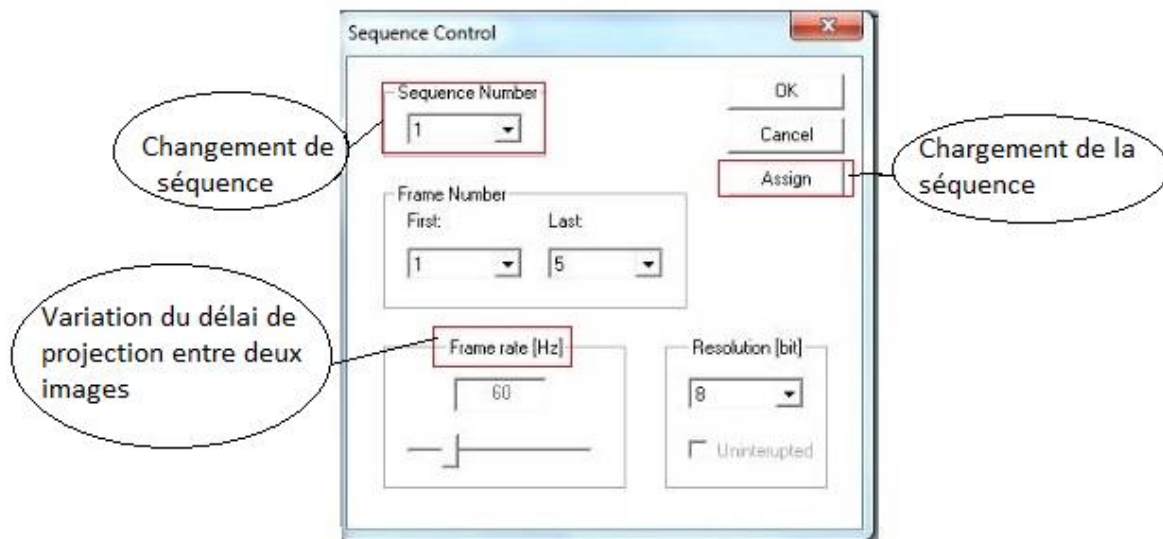 Sequence Control
Sequence Number
1
OK
Cancel
Assign
Changement de
séquence
Chargement de la
séquence
Frame Number
First:
Last:
1
5
Variation du délai de
projection entre deux
images
Frame rate [Hz]
60
Resolution [bit]
8
Uninterupted